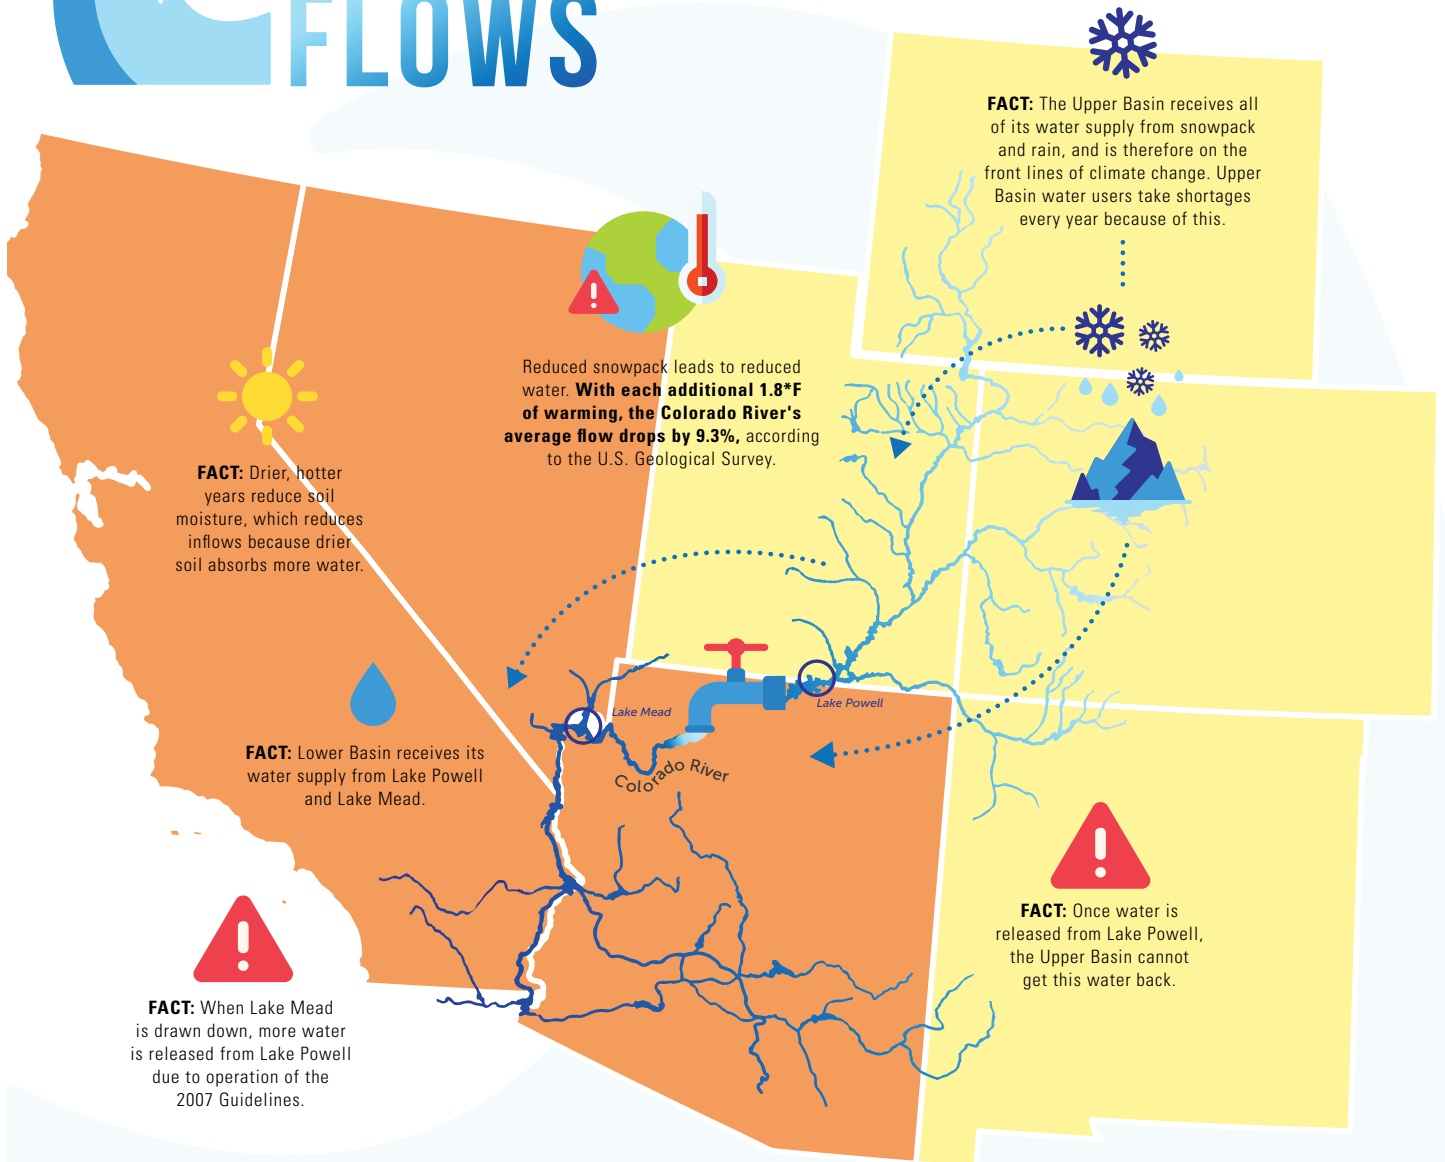 FLOWS
FACT: The Upper Basin receives all
of its water supply from snowpack
and rain, and is therefore on the
front lines of climate change. Upper
Basin water users take shortages
every year because of this.
Reduced snowpack leads to reduced
water. With each additional 1.8*F
of warming, the Colorado River's
average flow drops by 9.3%, according
to the U.S. Geological Survey.
FACT: Drier, hotter
years reduce soil
moisture, which reduces
inflows because drier
soil absorbs more water.
Lake Mead
Lake Powell
Colorado River
FACT: Lower Basin receives its
water supply from Lake Powell
and Lake Mead.
FACT: Once water is
released from Lake Powell,
the Upper Basin cannot
get this water back.
FACT: When Lake Mead
is drawn down, more water
is released from Lake Powell
due to operation of the
2007 Guidelines.